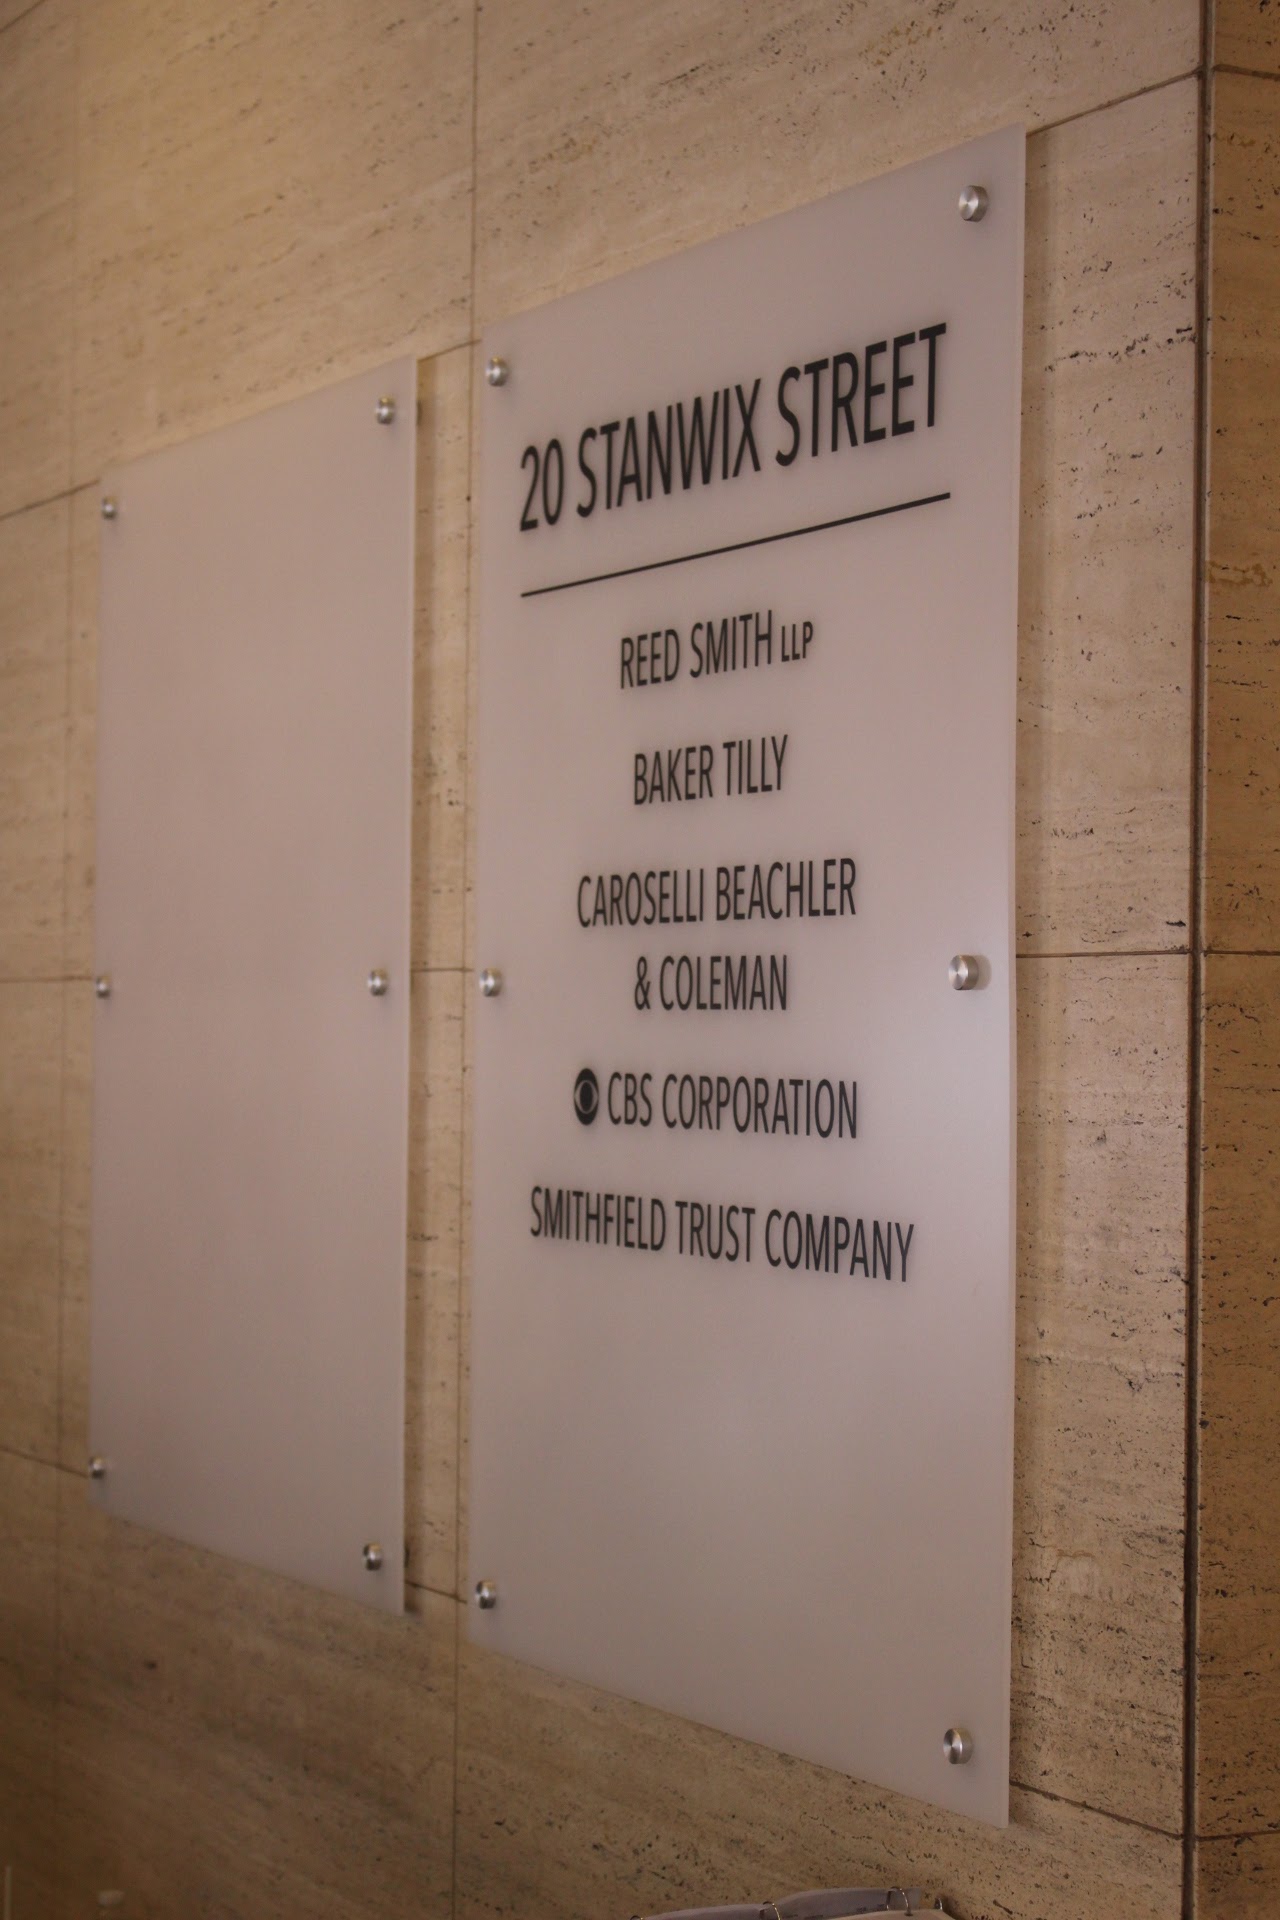 20 STANWIX STREET
REED SMITH LLP
BAKER TILLY
CAROSELLI BEACHLER
& COLEMAN
CBS CORPORATION
SMITHFIELD TRUST COMPANY